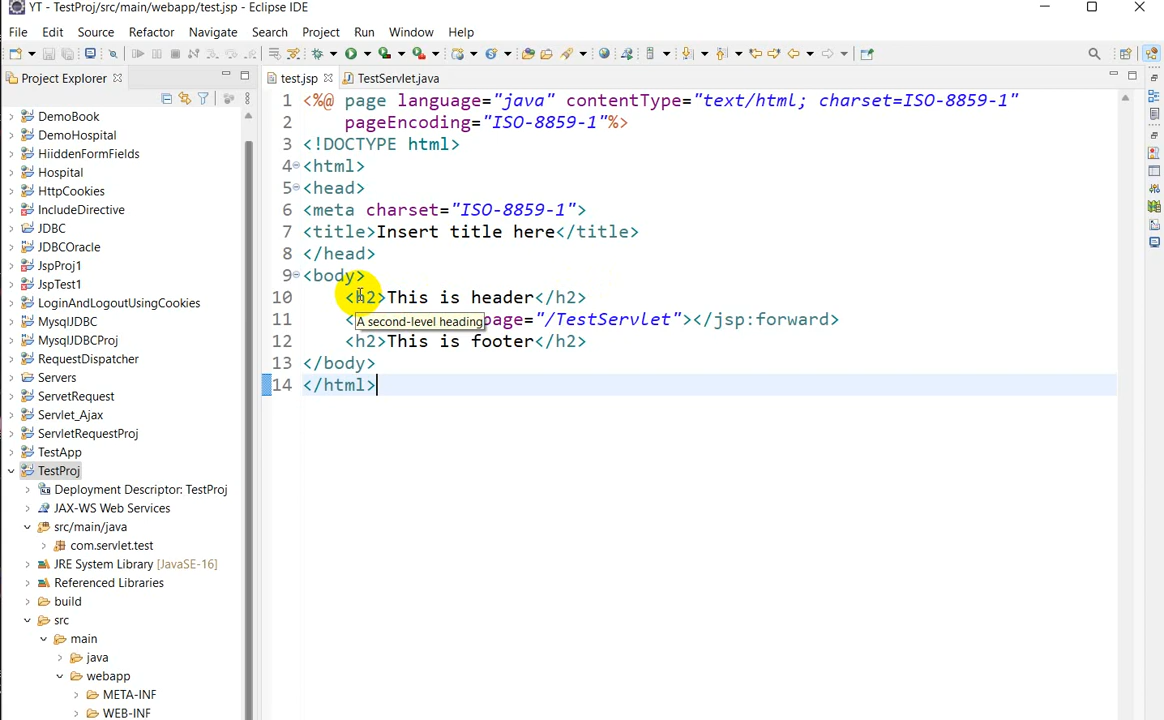 YT - TestProj/src/main/webapp/test.jsp - Eclipse IDE
File Edit Source Refactor Navigate Search Project Run Window Help
Project Explorer
DemoBook
DemoHospital
HiiddenFormFields
Hospital
HttpCookies
IncludeDirective
JDBC
JDBCOracle
JspProj1
JspTest1
LoginAndLogoutUsingCookies
MysqlJDBC
MysqlJDBCProj
RequestDispatcher
Servers
ServetRequest
Servlet_Ajax
ServletRequestProj
TestApp
TestProj
Deployment Descriptor: TestProj
JAX-WS Web Services
src/main/java
com.servlet.test
JRE System Library [JavaSE-16]
Referenced Libraries
build
src
main
java
webapp
META-INF
WEB-INF
test.jsp TestServlet.java
1 <%@ page language="java" contentType="text/html; charset=ISO-8859-1"
2 pageEncoding="ISO-8859-1"%>
3 <!DOCTYPE html>
4 <html>
5 <head>
6 <meta charset="ISO-8859-1">
7 <title>Insert title here</title>
8 </head>
9 <body>
10 <h2>This is header</h2>
11 < page="/TestServlet"></jsp:forward>
A second-level heading
12 <h2>This is footer</h2>
13 </body>
14 </html>